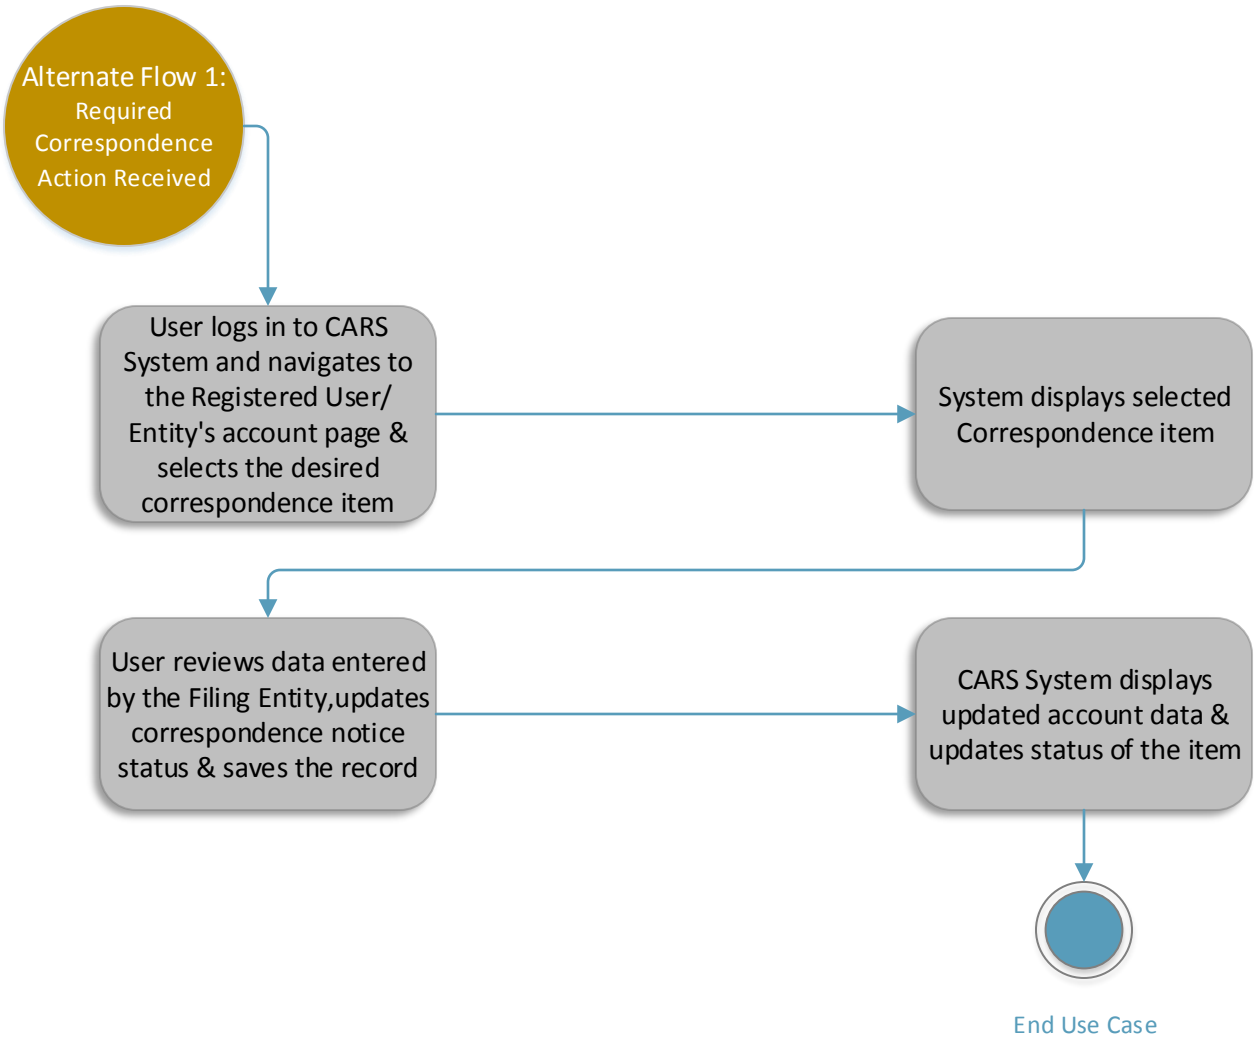 Alternate Flow 1:
Required
Correspondence
Action Received
User logs in to CARS
System and navigates to
the Registered User/
Entity's account page &
selects the desired
correspondence item
System displays selected
Correspondence item
User reviews data entered
by the Filing Entity,updates
correspondence notice
status & saves the record
CARS System displays
updated account data &
updates status of the item
End Use Case